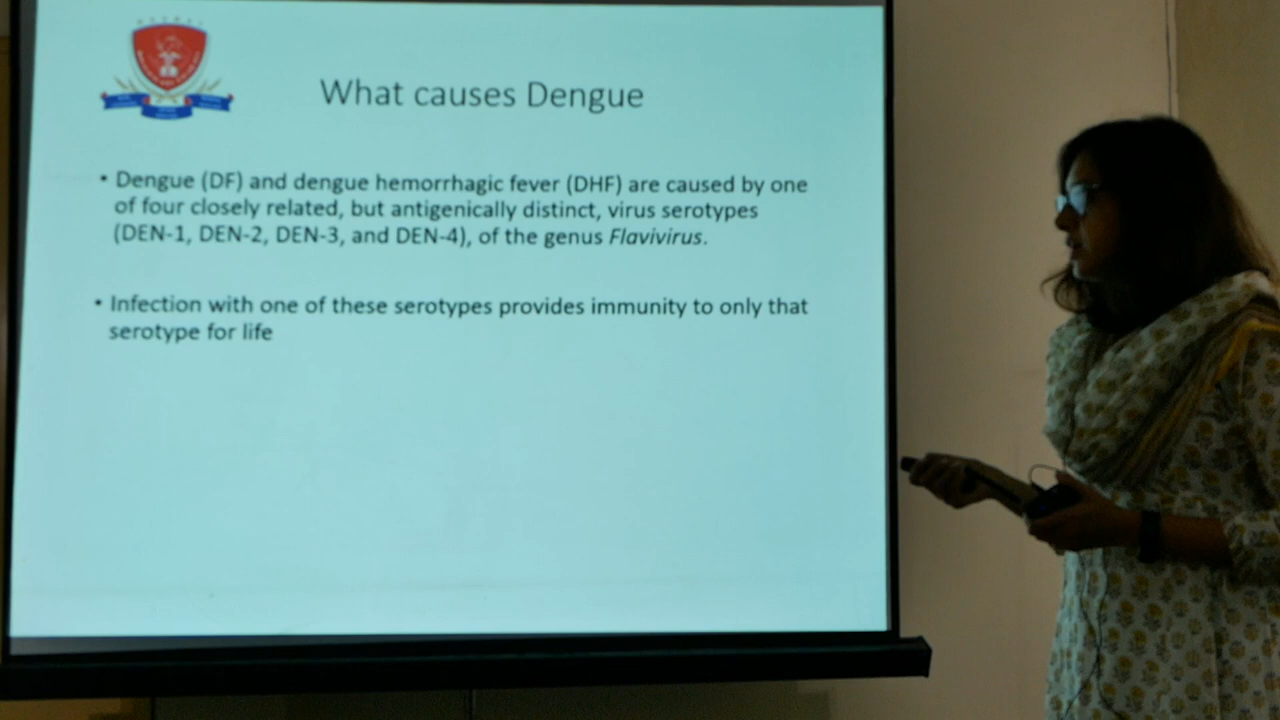 What causes Dengue
• Dengue (DF) and dengue hemorrhagic fever (DHF) are caused by one
of four closely related, but antigenically distinct, virus serotypes
(DEN-1, DEN-2, DEN-3, and DEN-4), of the genus Flavivirus.
• Infection with one of these serotypes provides immunity to only that
serotype for life